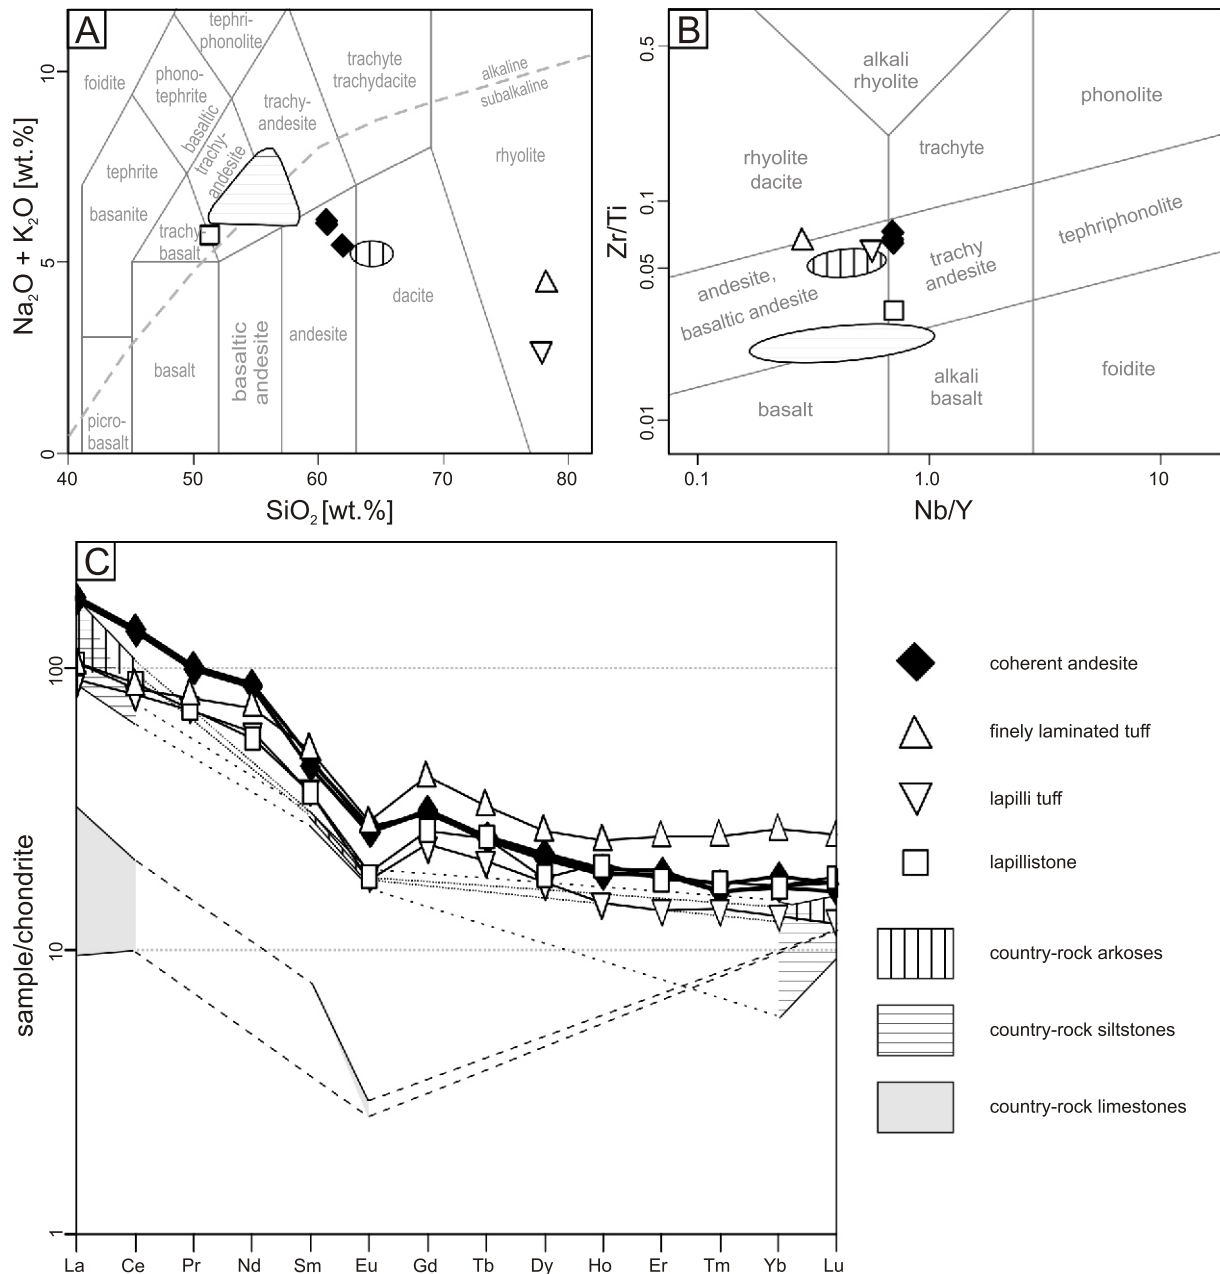 A
tephri-
phonolite
foidite
phono-
tephrite
trachyte
trachydacite
alkaline
subalkaline
basaltic
trachy-
andesite
trachy-
andesite
tephrite
rhyolite
basanite
trachy-
basalt
dacite
andesite
basaltic
andesite
basalt
picro-
basalt
Na2O + K2O [wt.%]
10
5
0
40
50
60
70
80
SiO2 [wt.%]
B
alkali
rhyolite
phonolite
trachyte
rhyolite
dacite
tephriphonolite
trachy
andesite
andesite,
basaltic andesite
alkali
basalt
foidite
basalt
Zr/Ti
0.5
0.1
0.05
0.01
0.1
1.0
10
Nb/Y
C
sample/chondrite
100
10
1
La
Ce
Pr
Nd
Sm
Eu
Gd
Tb
Dy
Ho
Er
Tm
Yb
Lu
coherent andesite
finely laminated tuff
lapilli tuff
lapillistone
country-rock arkoses
country-rock siltstones
country-rock limestones